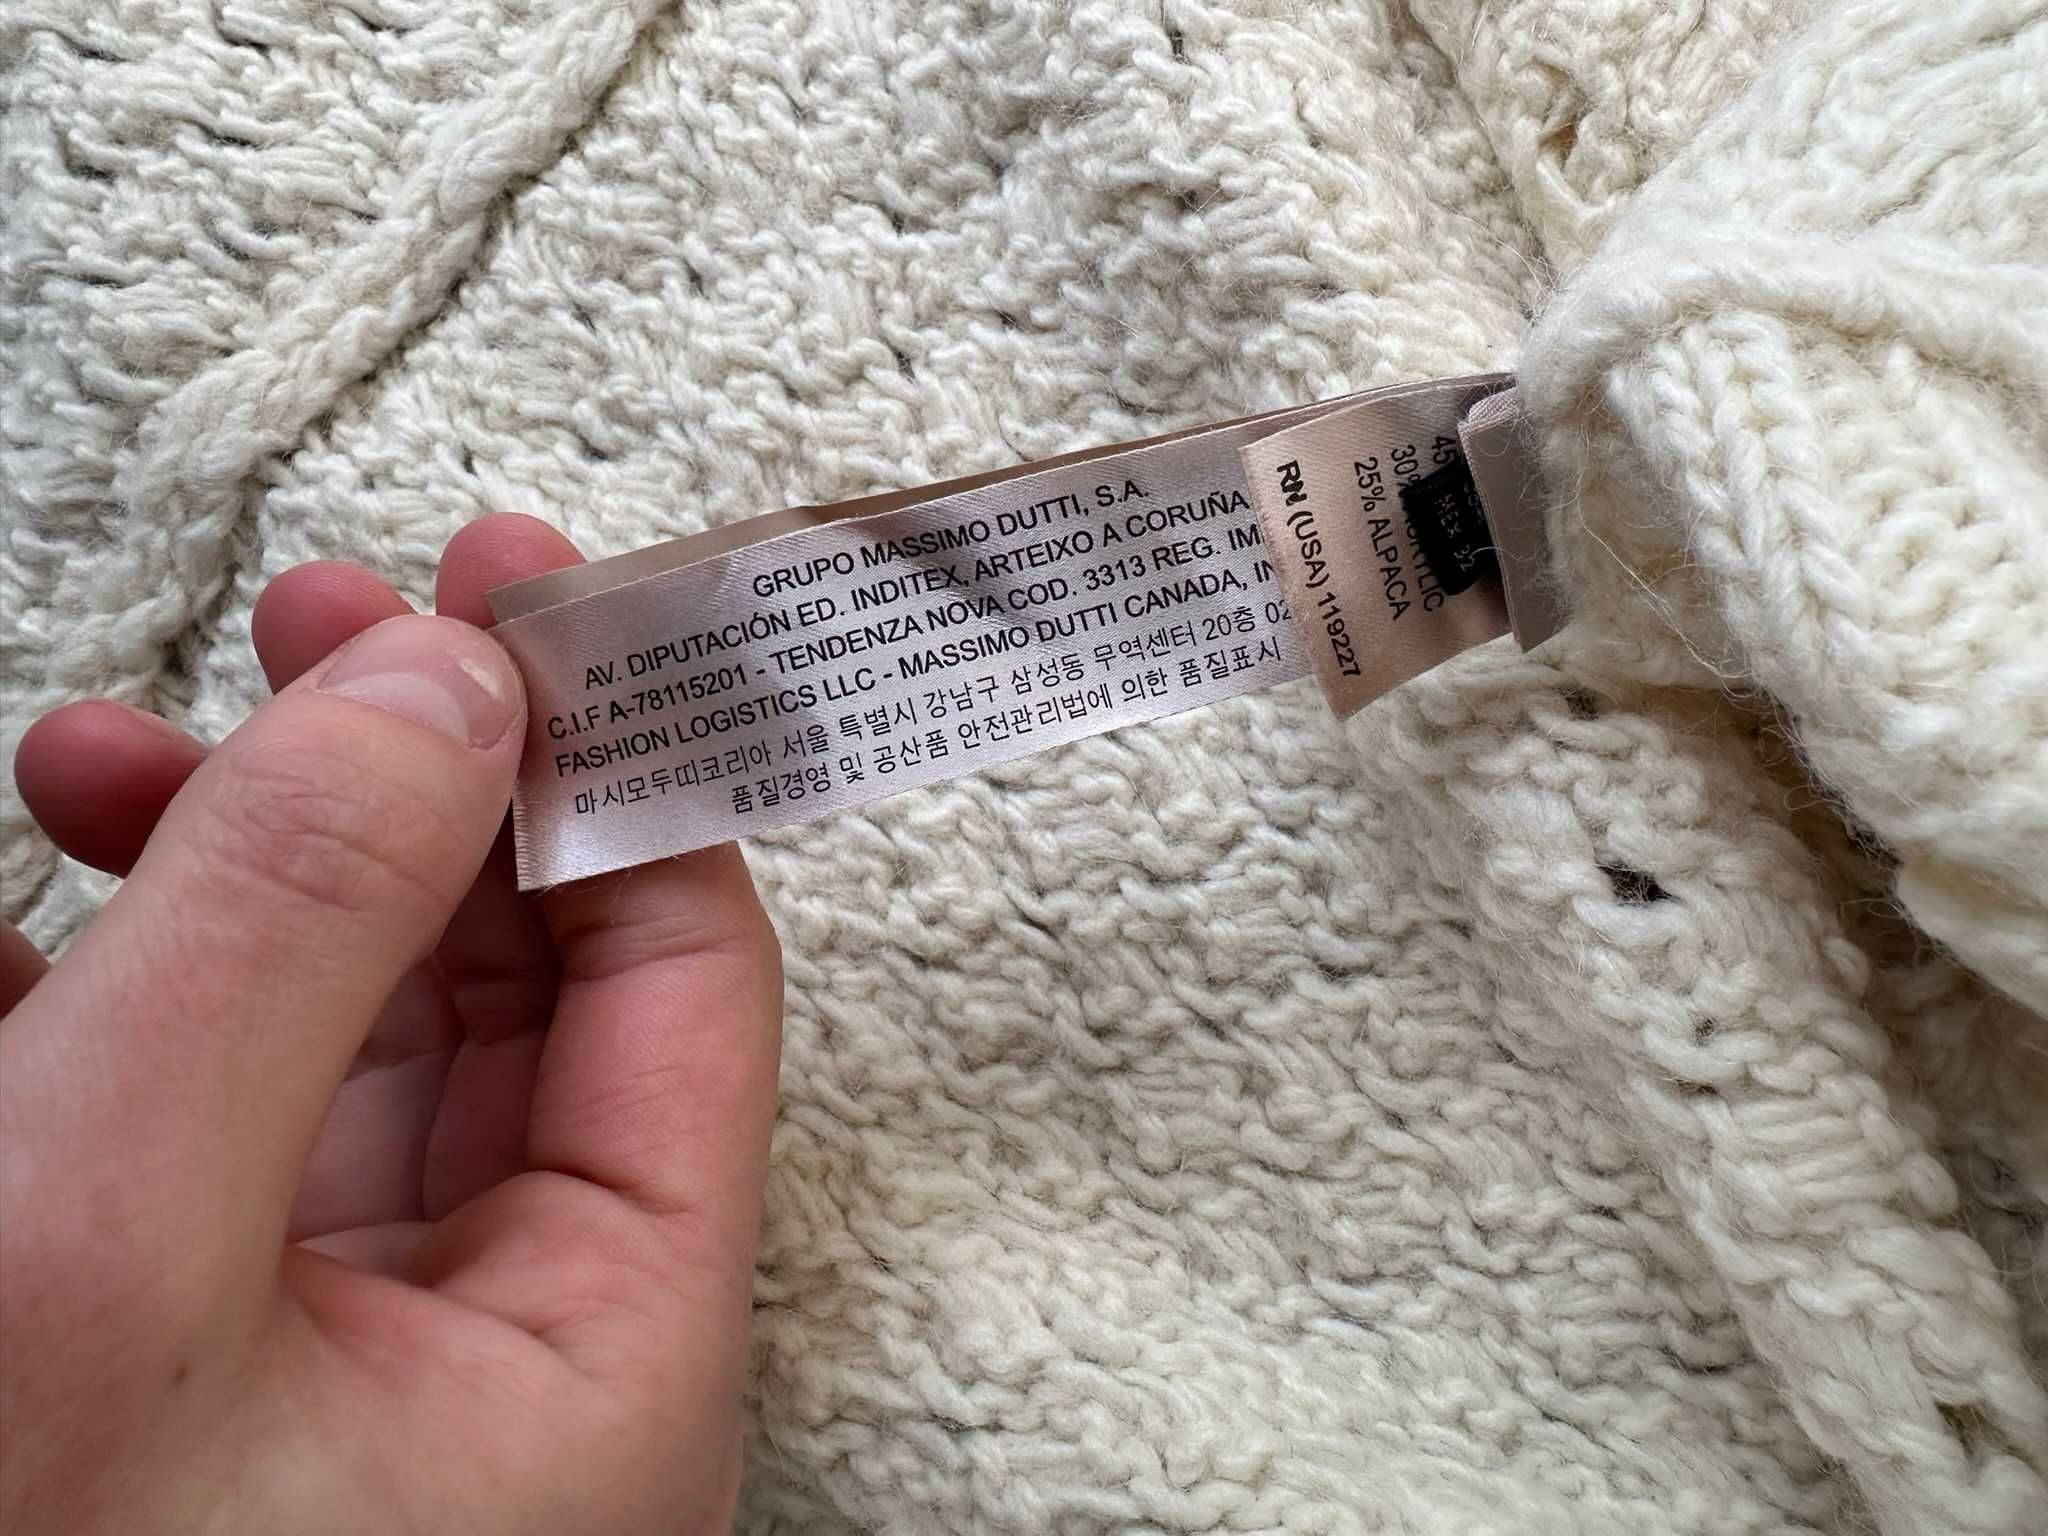 GRUPO MASSIMO DUTTI, S.A.
AV. DIPUTACIÓN ED. INDITEX, ARTEIXO A CORUÑA
C.I.F A-78115201 - TENDENZA NOVA COD. 3313 REG.
FASHION LOGISTICS LLC - MASSIMO DUTTI CANADA,
마시모두띠코리아 서울 특별시 강남구 삼성동 무역센터 20층
품질경영 및 공산품 안전관리법에 의한 품질표시
RN (USA) 119227
25% ALPACA
30%
MEX